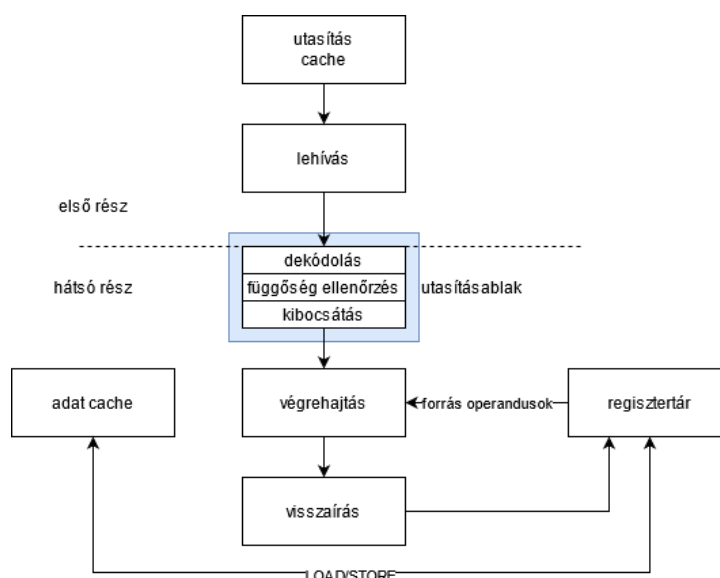 utasítás
cache
lehívás
első rész
dekódolás
hátsó rész
függőség ellenőrzés
utasításablak
kibocsátás
adat cache
végrehajtás
forrás operandusok
regisztertár
visszaírás
LOAD/STORE